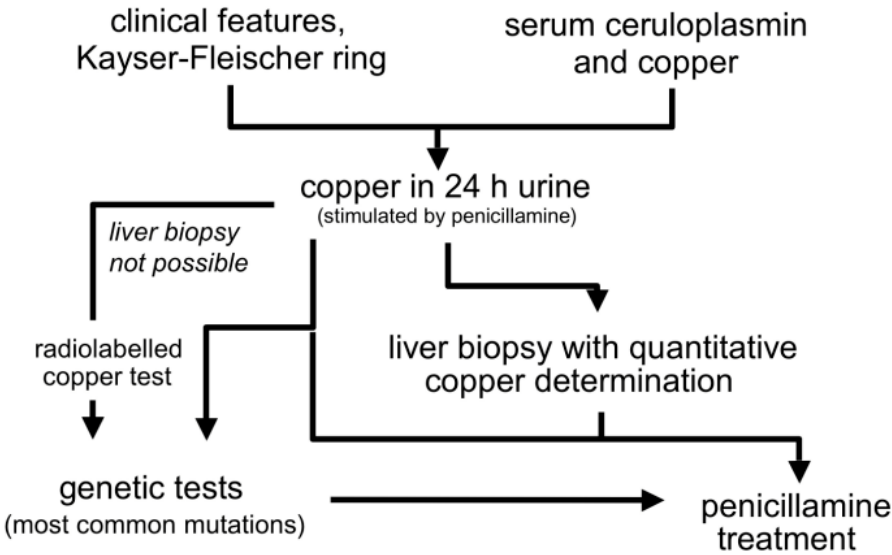 clinical features,
Kayser-Fleischer ring
serum ceruloplasmin
and copper
copper in 24 h urine
(stimulated by penicillamine)
liver biopsy
not possible
radiolabelled
copper test
liver biopsy with quantitative
copper determination
genetic tests
(most common mutations)
penicillamine
treatment